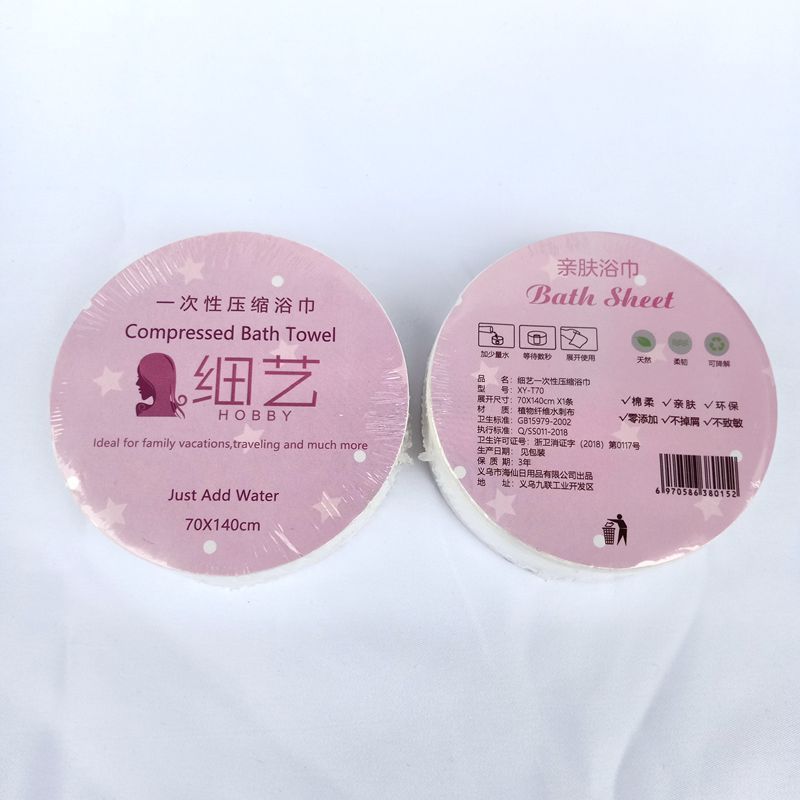 一次性压缩浴巾
Compressed Bath Towel
细艺
HOBBY
Ideal for family vacations,traveling and much more
Just Add Water
70X140cm
亲肤浴巾
Bath Sheet
加少量水 等待数秒 展开使用
天然 柔韧 可降解
品 名：细艺一次性压缩浴巾
型 号：XY-T70
展开尺寸：70X140cm X1条
材 质：植物纤维水刺布
卫生标准：GB15979-2002
执行标准：Q/SS011-2018
卫生许可证号：浙卫消证字（2018）第0117号
生产日期：见包装
保 质 期：3年
义乌市海仙日用品有限公司出品
地 址：义乌九联工业开发区
✓棉柔 ✓亲肤 ✓环保
✓零添加 ✓不掉屑 ✓不致敏
6 970586 380152